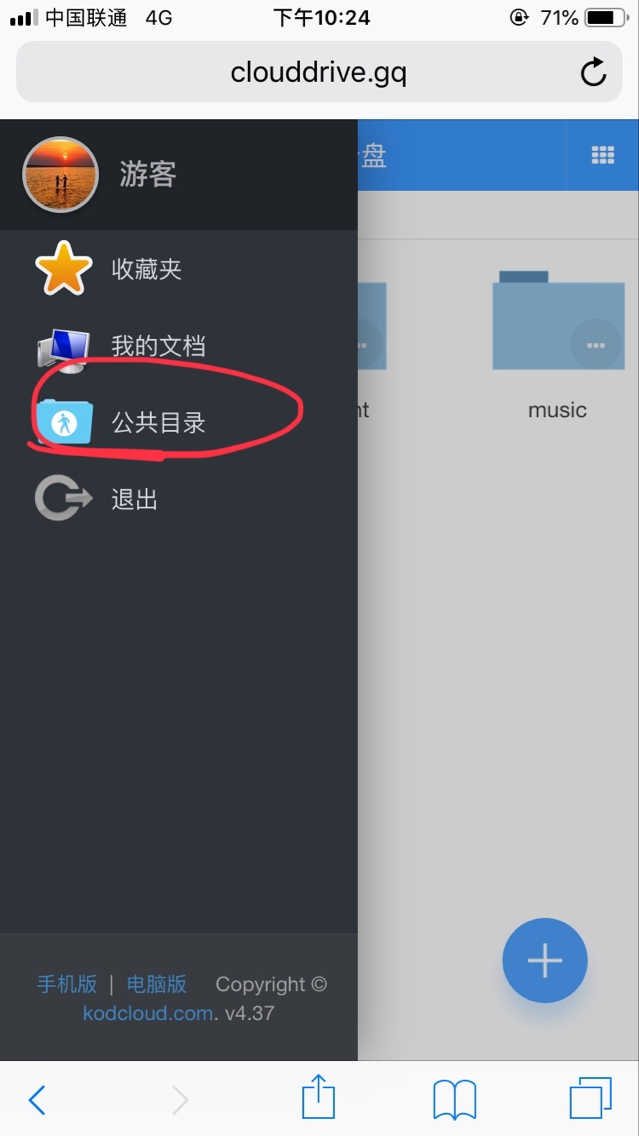 中国联通 4G 下午10:24 71%
clouddrive.gq
游客
盘
收藏夹
我的文档
公共目录
nt
music
退出
手机版 | 电脑版 Copyright ©
kodcloud.com. v4.37